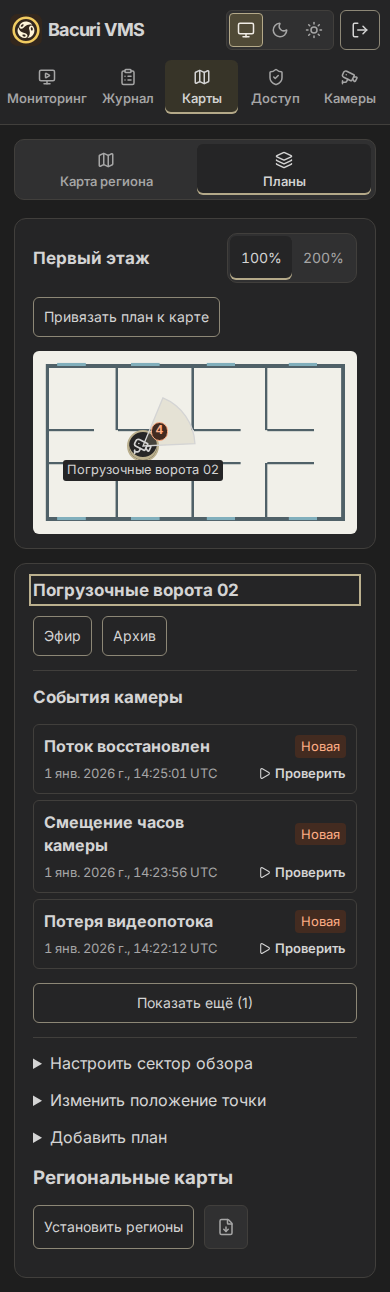 Bacuri VMS
Мониторинг Журнал Карты Доступ Камеры
Карта региона Планы
Первый этаж 100% 200%
Привязать план к карте
4
Погрузочные ворота 02
Погрузочные ворота 02
Эфир Архив
События камеры
Поток восстановлен Новая
1 янв. 2026 г., 14:25:01 UTC Проверить
Смещение часов
камеры Новая
1 янв. 2026 г., 14:23:56 UTC Проверить
Потеря видеопотока Новая
1 янв. 2026 г., 14:22:12 UTC Проверить
Показать ещё (1)
Настроить сектор обзора
Изменить положение точки
Добавить план
Региональные карты
Установить регионы